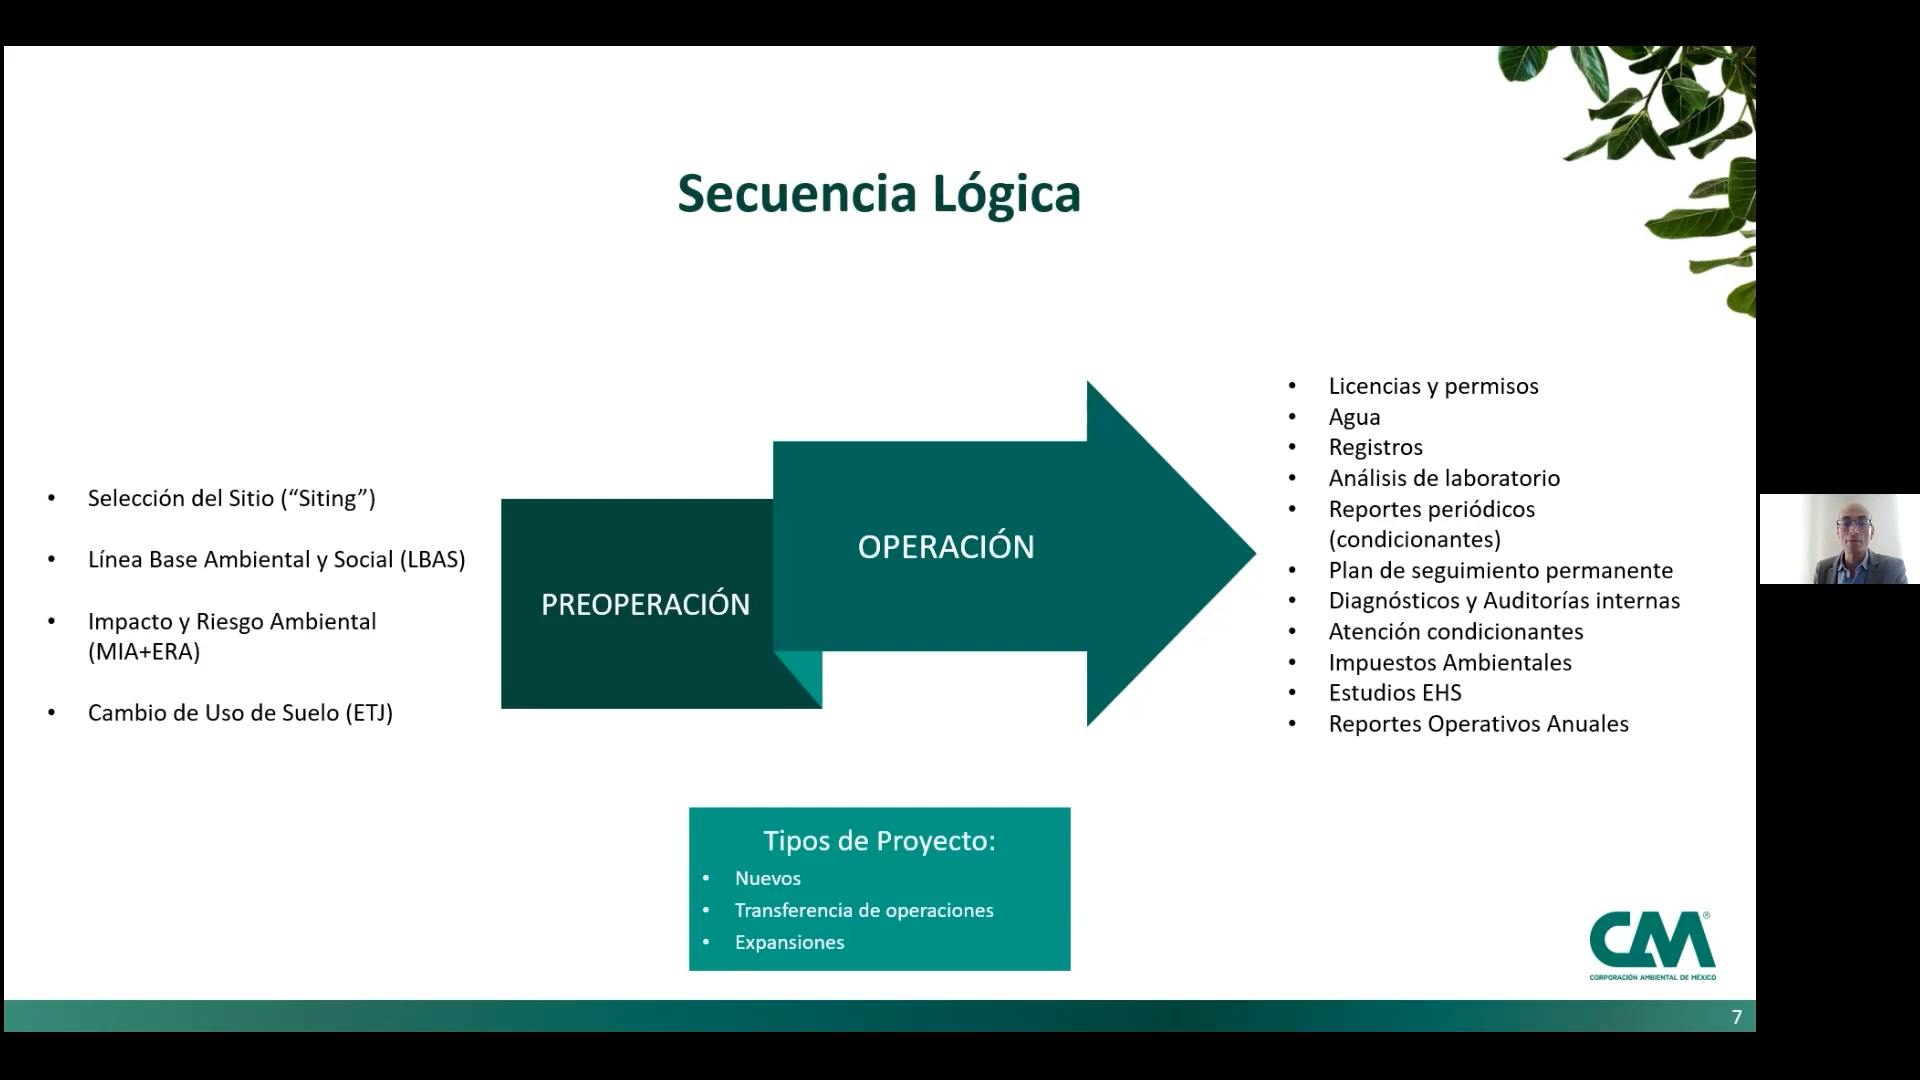 Secuencia Lógica
• Selección del Sitio (“Siting”)
• Línea Base Ambiental y Social (LBAS)
• Impacto y Riesgo Ambiental
(MIA+ERA)
• Cambio de Uso de Suelo (ETJ)
PREOPERACIÓN
OPERACIÓN
• Licencias y permisos
• Agua
• Registros
• Análisis de laboratorio
• Reportes periódicos
(condicionantes)
• Plan de seguimiento permanente
• Diagnósticos y Auditorías internas
• Atención condicionantes
• Impuestos Ambientales
• Estudios EHS
• Reportes Operativos Anuales
Tipos de Proyecto:
• Nuevos
• Transferencia de operaciones
• Expansiones
CAM®
CORPORACIÓN AMBIENTAL DE MÉXICO
7